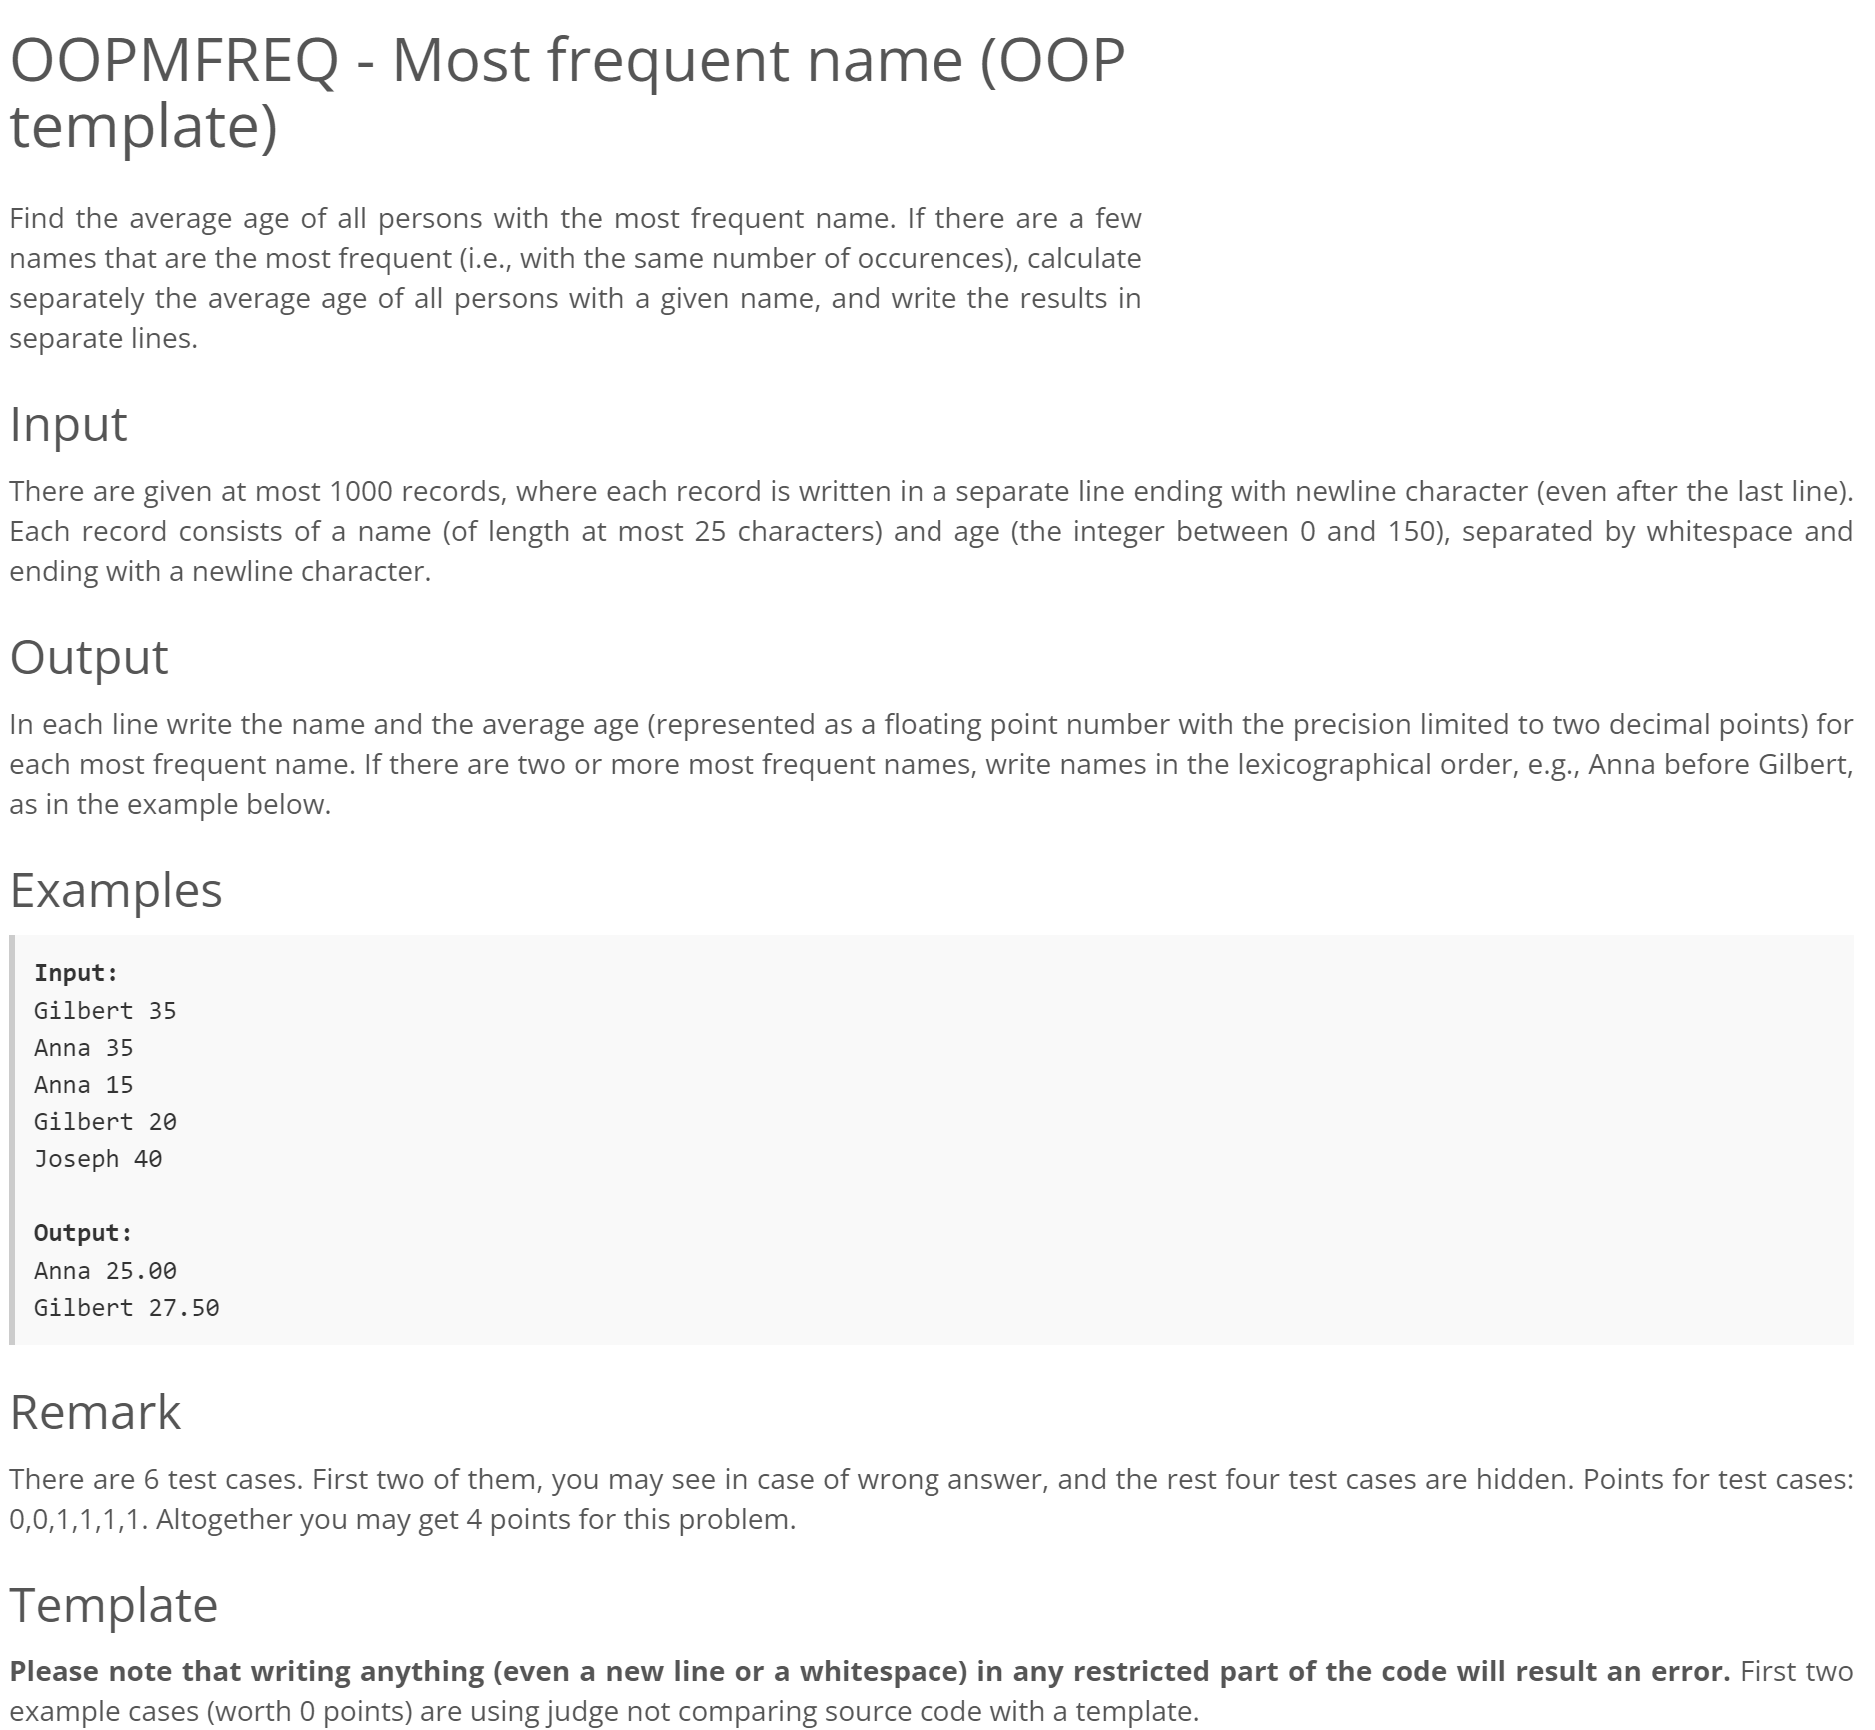 OOPMFREQ - Most frequent name (OOP
template)
Find the average age of all persons with the most frequent name. If there are a few
names that are the most frequent (i.e., with the same number of occurences), calculate
separately the average age of all persons with a given name, and write the results in
separate lines.
Input
There are given at most 1000 records, where each record is written in a separate line ending with newline character (even after the last line).
Each record consists of a name (of length at most 25 characters) and age (the integer between 0 and 150), separated by whitespace and
ending with a newline character.
Output
In each line write the name and the average age (represented as a floating point number with the precision limited to two decimal points) for
each most frequent name. If there are two or more most frequent names, write names in the lexicographical order, e.g., Anna before Gilbert,
as in the example below.
Examples
Input:
Gilbert 35
Anna 35
Anna 15
Gilbert 20
Joseph 40
Output:
Anna 25.00
Gilbert 27.50
Remark
There are 6 test cases. First two of them, you may see in case of wrong answer, and the rest four test cases are hidden. Points for test cases:
0,0,1,1,1,1. Altogether you may get 4 points for this problem.
Template
Please note that writing anything (even a new line or a whitespace) in any restricted part of the code will result an error. First two
example cases (worth 0 points) are using judge not comparing source code with a template.